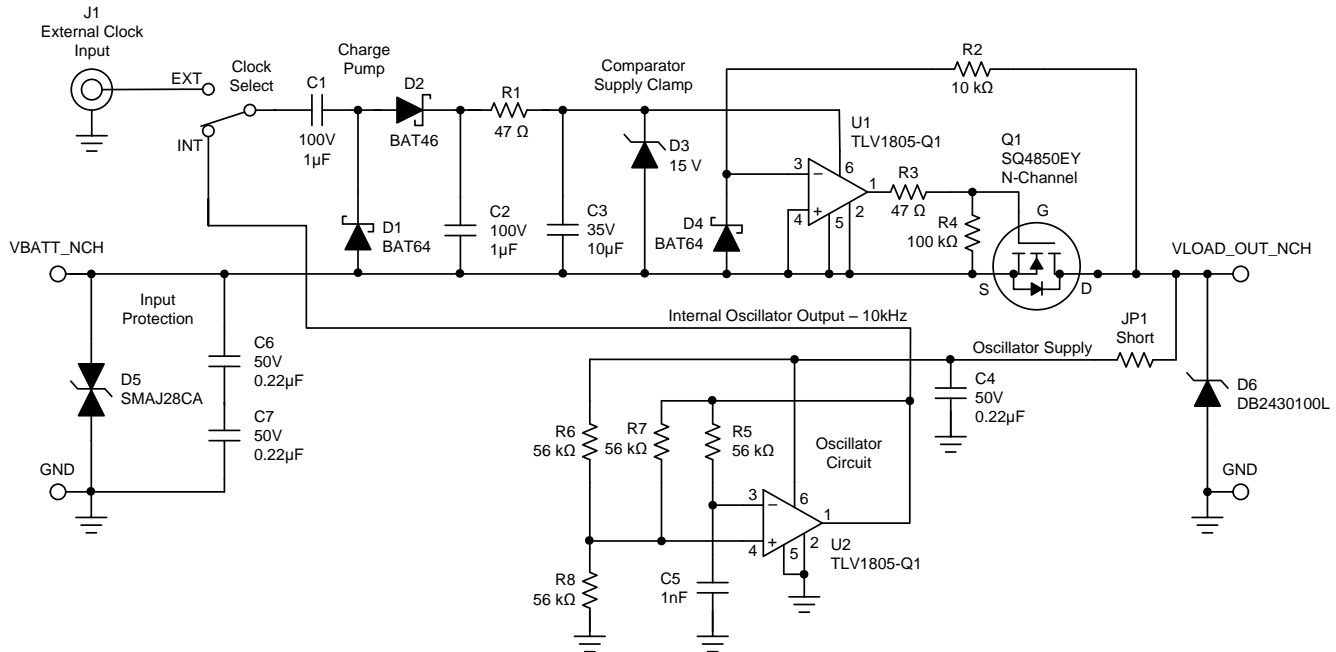 J1
External Clock
Input
EXT
INT
Clock
Select
C1
100V
1µF
Charge
Pump
D2
BAT46
R1
47 Ω
D1
BAT64
C2
100V
1µF
C3
35V
10µF
Comparator
Supply Clamp
D3
15 V
R2
10 kΩ
U1
TLV1805-Q1
3
4
6
5
2
1
D4
BAT64
R3
47 Ω
R4
100 kΩ
Q1
SQ4850EY
N-Channel
G
S
D
VBATT_NCH
VLOAD_OUT_NCH
Input
Protection
D5
SMAJ28CA
C6
50V
0.22µF
C7
50V
0.22µF
GND
Internal Oscillator Output – 10kHz
Oscillator Supply
JP1
Short
C4
50V
0.22µF
D6
DB2430100L
GND
R6
56 kΩ
R7
56 kΩ
R5
56 kΩ
Oscillator
Circuit
3
4
6
5
2
1
U2
TLV1805-Q1
R8
56 kΩ
C5
1nF